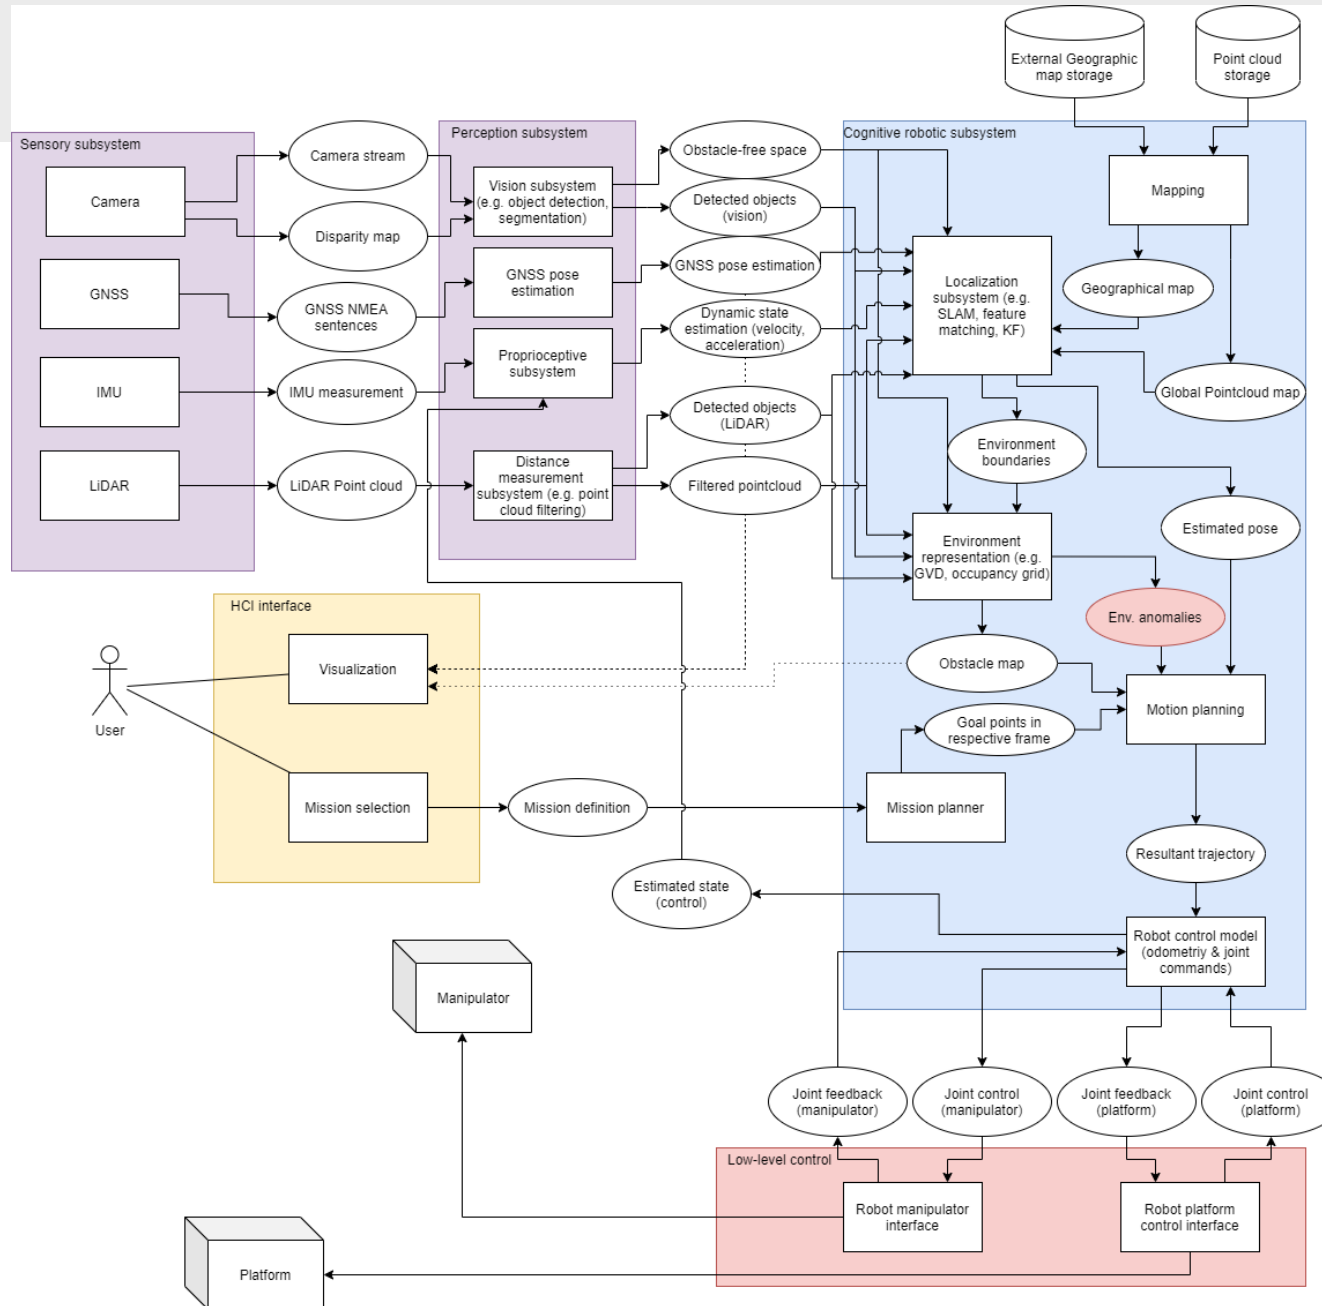 External Geographic
map storage
Point cloud
storage
Sensory subsystem
Camera
GNSS
IMU
LiDAR
Camera stream
Disparity map
GNSS NMEA
sentences
IMU measurement
LiDAR Point cloud
Perception subsystem
Vision subsystem
(e.g. object detection,
segmentation)
GNSS pose
estimation
Proprioceptive
subsystem
Distance
measurement
subsystem (e.g. point
cloud filtering)
Obstacle-free space
Detected objects
(vision)
GNSS pose estimation
Dynamic state
estimation (velocity,
acceleration)
Detected objects
(LiDAR)
Filtered pointcloud
Cognitive robotic subsystem
Mapping
Localization
subsystem (e.g.
SLAM, feature
matching, KF)
Geographical map
Global Pointcloud map
Environment
boundaries
Estimated pose
Environment
representation (e.g.
GVD, occupancy grid)
Env. anomalies
Obstacle map
Motion planning
Goal points in
respective frame
Mission planner
Resultant trajectory
Robot control model
(odometriy & joint
commands)
HCI interface
Visualization
Mission selection
User
Mission definition
Estimated state
(control)
Manipulator
Joint feedback
(manipulator)
Joint control
(manipulator)
Joint feedback
(platform)
Joint control
(platform)
Low-level control
Robot manipulator
interface
Robot platform
control interface
Platform